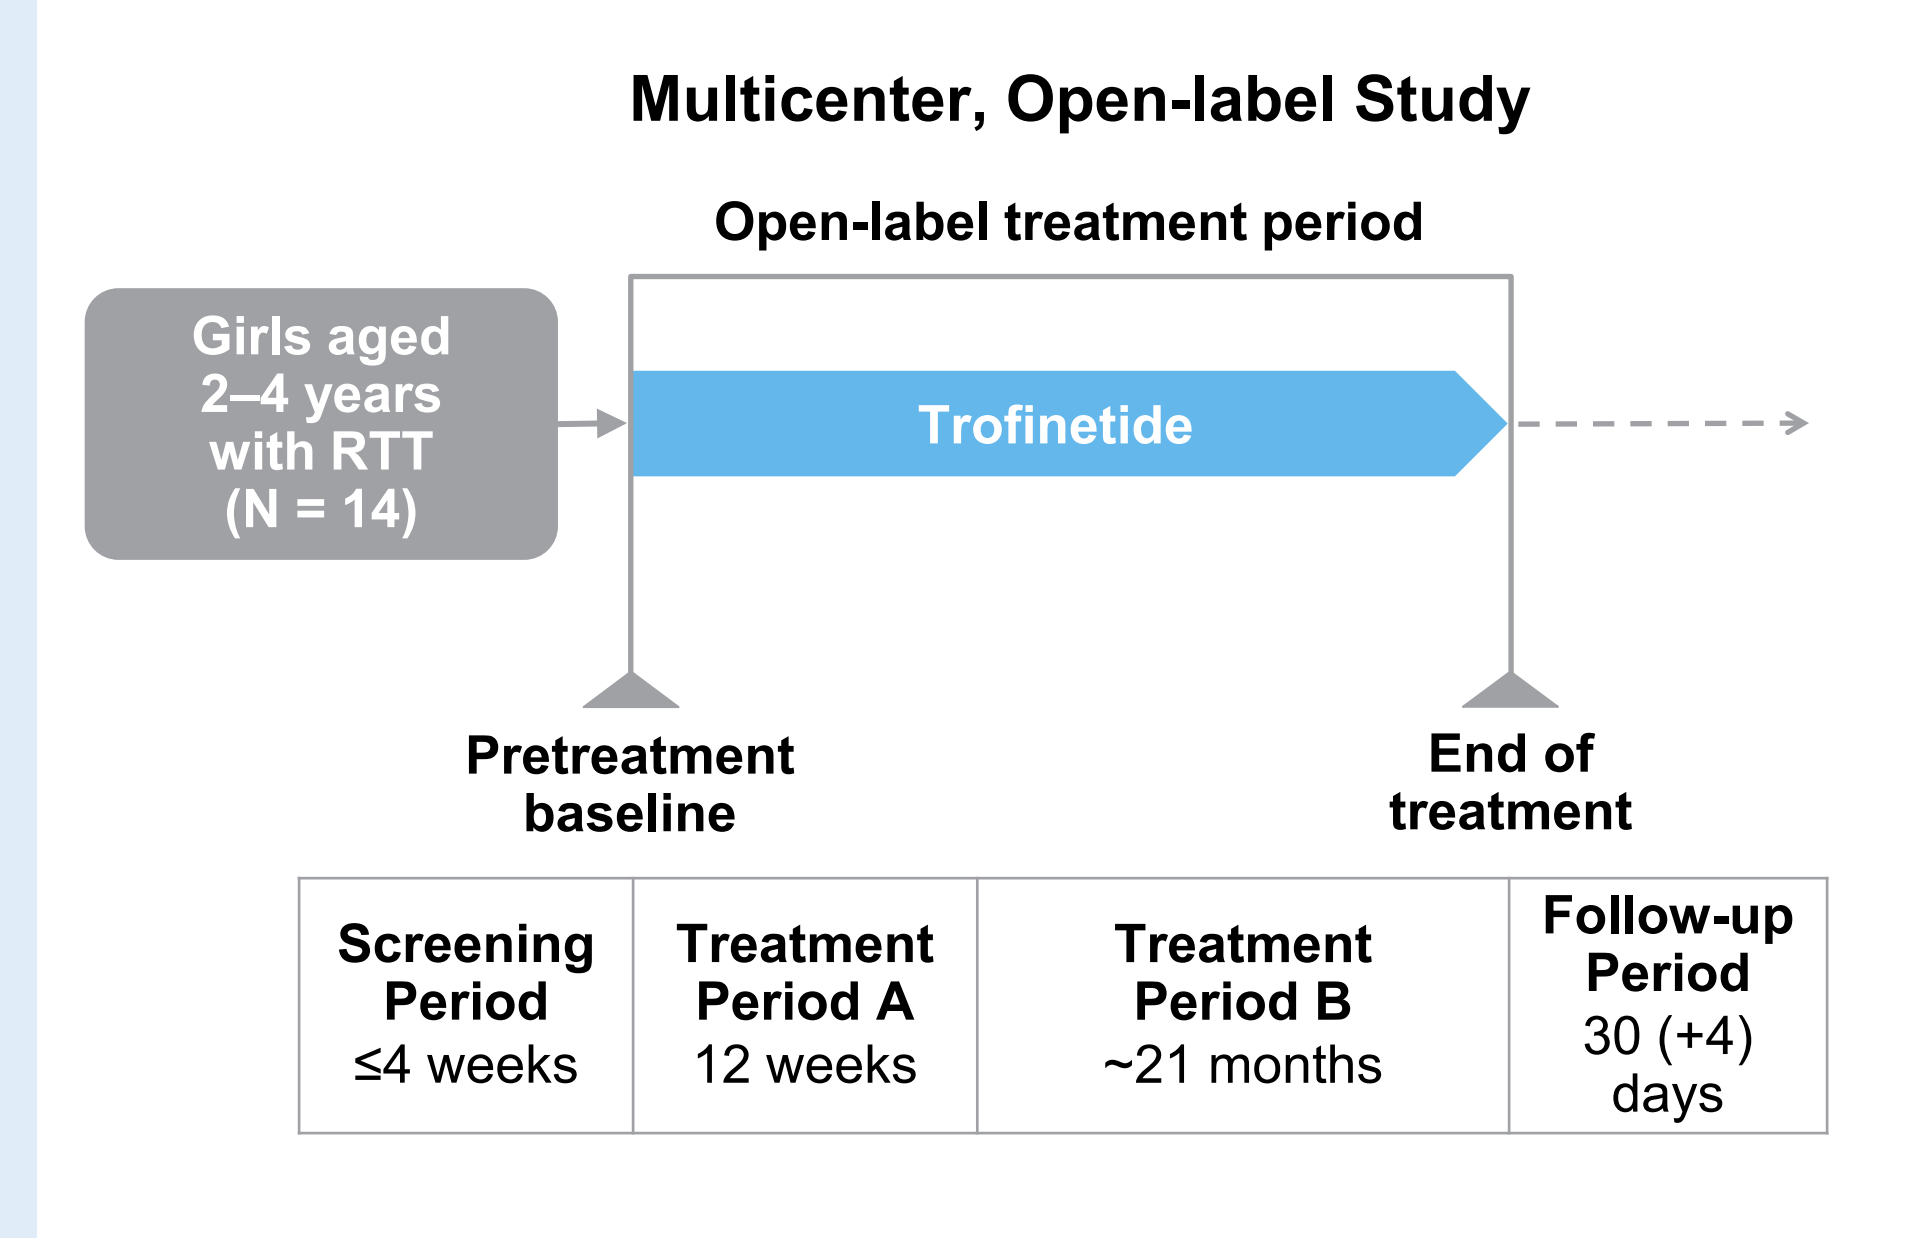 Multicenter, Open-label Study
Open-label treatment period
Girls aged
2–4 years
with RTT
(N = 14)
Trofinetide
Pretreatment
baseline
End of
treatment
Screening
Period
≤4 weeks
Treatment
Period A
12 weeks
Treatment
Period B
~21 months
Follow-up
Period
30 (+4)
days